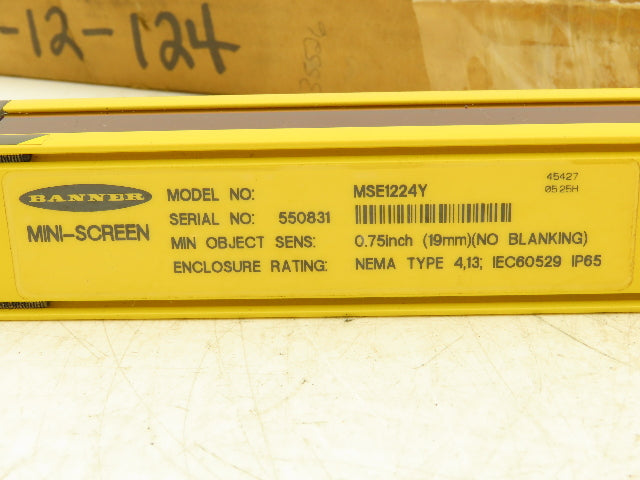 -12-124
35526
45427
0525H
BANNER
MINI-SCREEN
MODEL NO: MSE1224Y
SERIAL NO: 550831
MIN OBJECT SENS: 0.75inch (19mm)(NO BLANKING)
ENCLOSURE RATING: NEMA TYPE 4,13; IEC60529 IP65